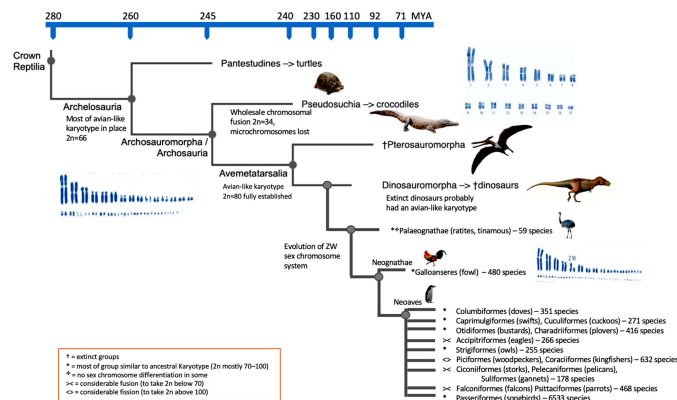 280 260 245 240 230 160 110 92 71 MYA
Crown
Reptilia
Pantestudines –> turtles
Archelosauria
Most of avian-like
karyotype in place
2n=66
Pseudosuchia –> crocodiles
Wholesale chromosomal
fusion 2n=34,
microchromosomes lost
Archosauromorpha /
Archosauria
†Pterosauromorpha
Avemetatarsalia
Avian-like karyotype
2n=80 fully established
Dinosauromorpha –> †dinosaurs
Extinct dinosaurs probably
had an avian-like karyotype
*✧Palaeognathae (ratites, tinamous) – 59 species
Evolution of ZW
sex chromosome
system
Neognathae
*Galloanseres (fowl) – 480 species
Neoaves
* Columbiformes (doves) – 351 species
* Caprimulgiformes (swifts), Cuculiformes (cuckoos) – 271 species
* Otidiformes (bustards), Charadriiformes (plovers) – 416 species
>< Accipitriformes (eagles) – 266 species
* Strigiformes (owls) – 255 species
<> Piciformes (woodpeckers), Coraciiformes (kingfishers) – 632 species
>< Ciconiiformes (storks), Pelecaniformes (pelicans),
Suliformes (gannets) – 178 species
>< Falconiformes (falcons) Psittaciformes (parrots) – 468 species
* Passeriformes (songbirds) – 6533 species
† = extinct groups
* = most of group similar to ancestral Karyotype (2n mostly 70–100)
✧ = no sex chromosome differentiation in some
>< = considerable fusion (to take 2n below 70)
<> = considerable fission (to take 2n above 100)